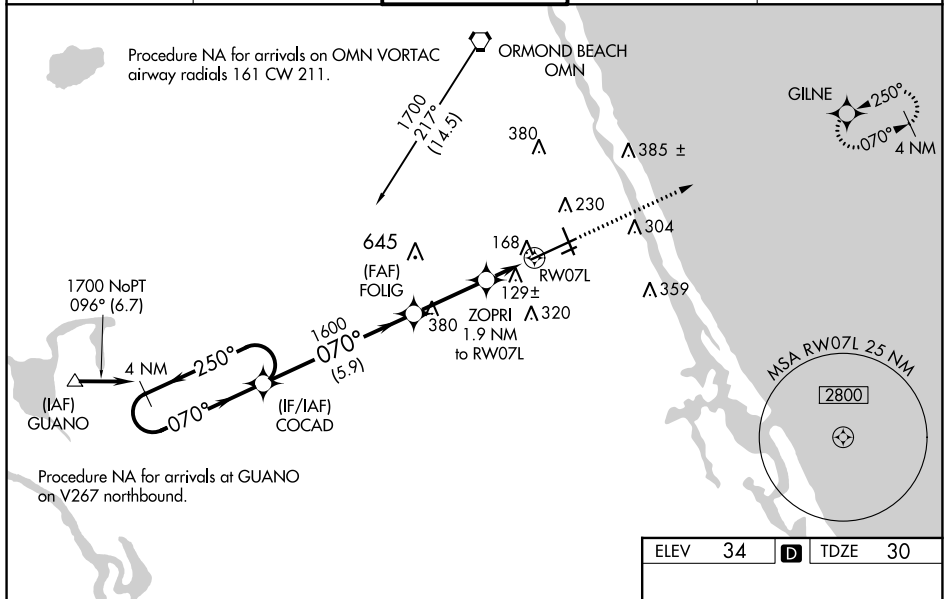 Procedure NA for arrivals on OMN VORTAC
airway radials 161 CW 211.
ORMOND BEACH
OMN
1700
217°
(14.5)
GILNE
250°
070°
4 NM
380
385 ±
230
304
645
168
RW07L
(FAF)
FOLIG
129±
359
320
380
ZOPRI
1.9 NM
to RW07L
1700 NoPT
096° (6.7)
1600
070°
(5.9)
4 NM
250°
070°
(IAF)
GUANO
(IF/IAF)
COCAD
MSA RW07L 25 NM
2800
Procedure NA for arrivals at GUANO
on V267 northbound.
ELEV 34 D TDZE 30